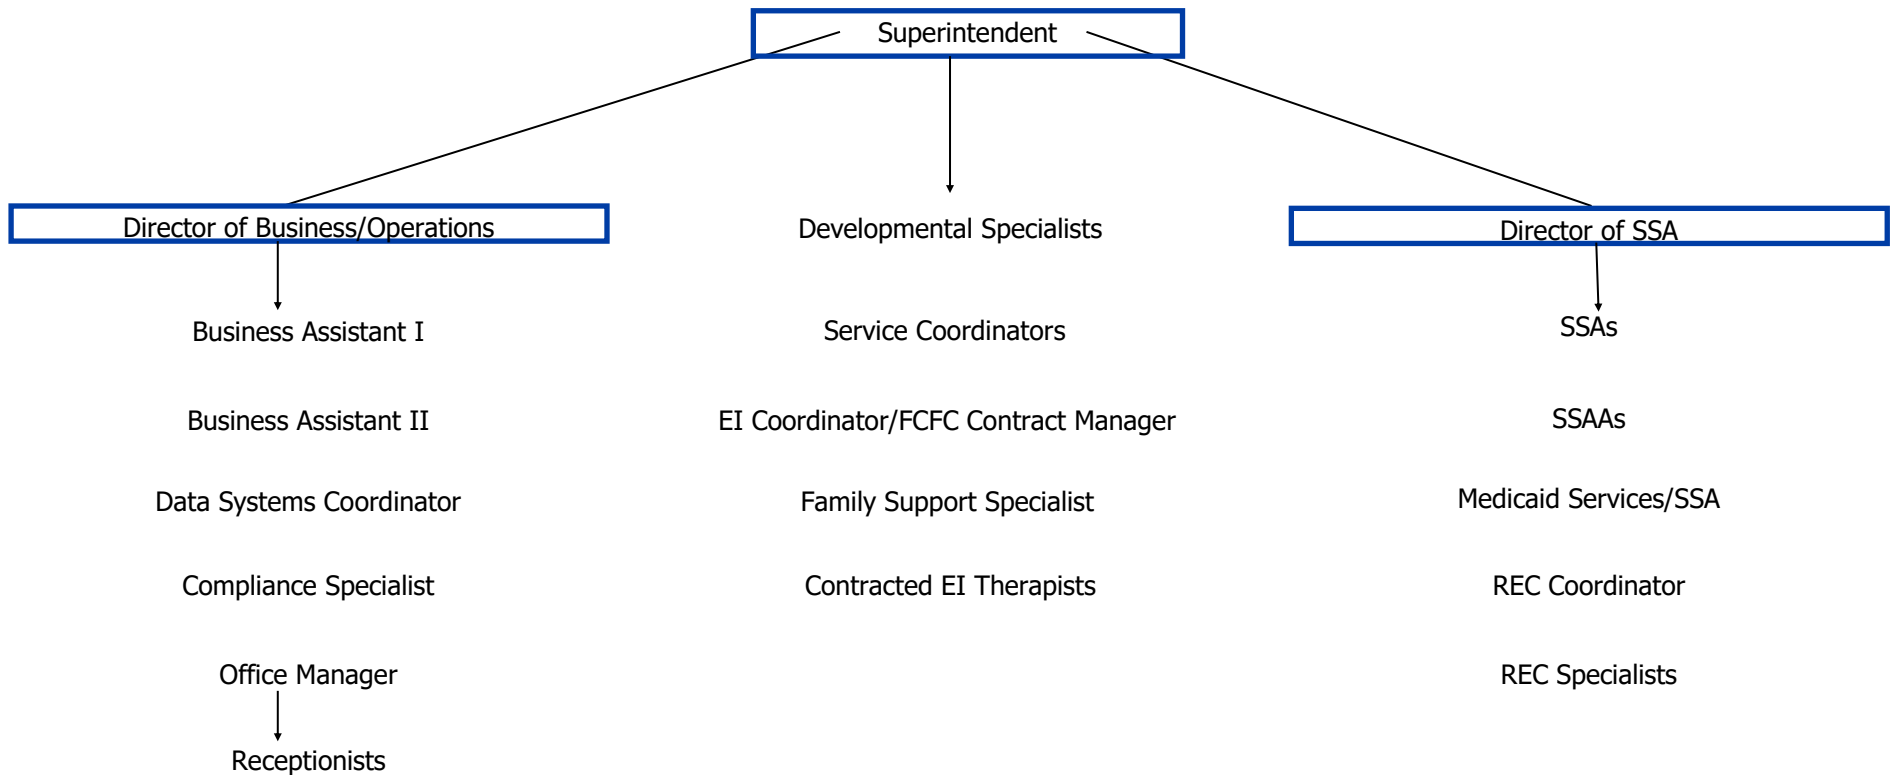 Superintendent
Director of Business/Operations
Developmental Specialists
Director of SSA
Business Assistant I
Service Coordinators
SSAs
Business Assistant II
EI Coordinator/FCFC Contract Manager
SSAAs
Data Systems Coordinator
Family Support Specialist
Medicaid Services/SSA
Compliance Specialist
Contracted EI Therapists
REC Coordinator
Office Manager
REC Specialists
Receptionists